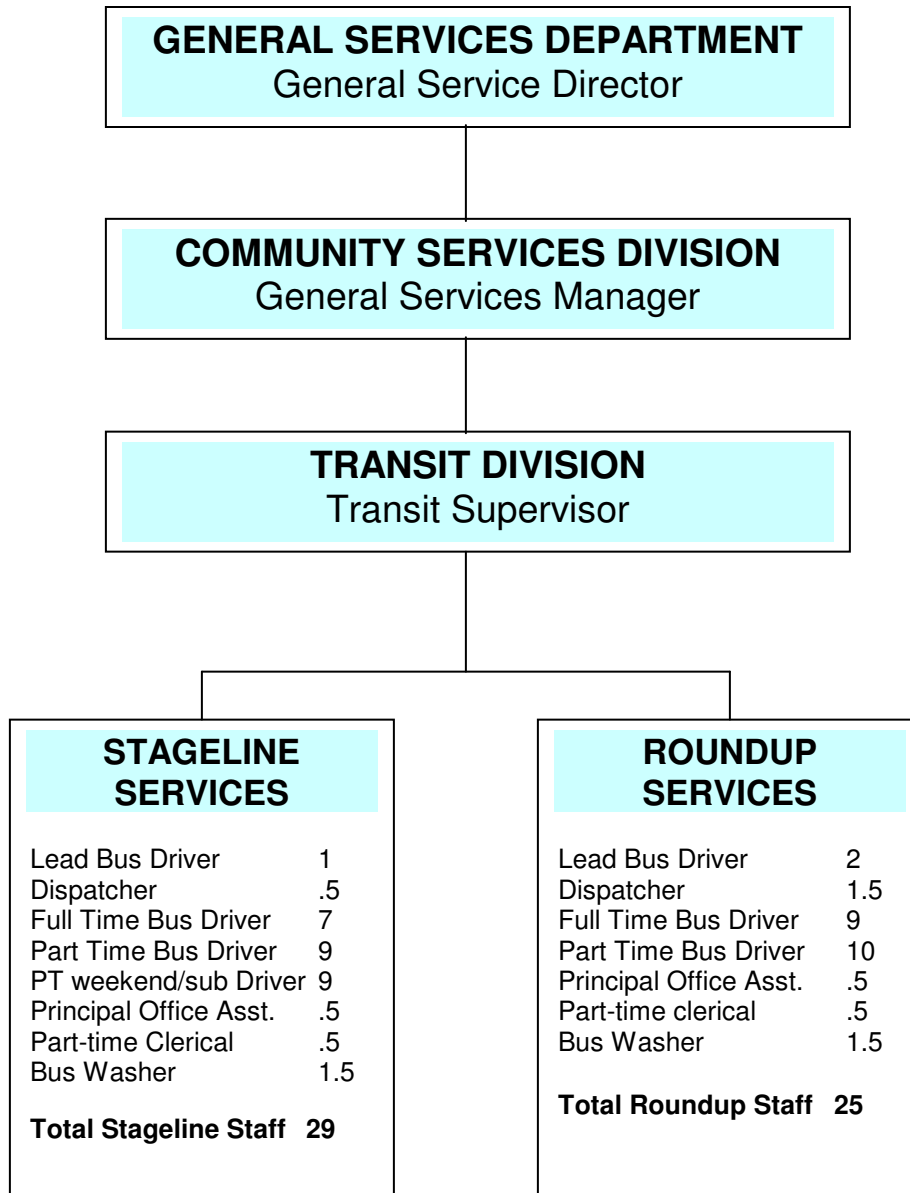 GENERAL SERVICES DEPARTMENT
General Service Director
COMMUNITY SERVICES DIVISION
General Services Manager
TRANSIT DIVISION
Transit Supervisor
STAGELINE
SERVICES
Lead Bus Driver 1
Dispatcher .5
Full Time Bus Driver 7
Part Time Bus Driver 9
PT weekend/sub Driver 9
Principal Office Asst. .5
Part-time Clerical .5
Bus Washer 1.5
Total Stageline Staff 29
ROUNDUP
SERVICES
Lead Bus Driver 2
Dispatcher 1.5
Full Time Bus Driver 9
Part Time Bus Driver 10
Principal Office Asst. .5
Part-time clerical .5
Bus Washer 1.5
Total Roundup Staff 25